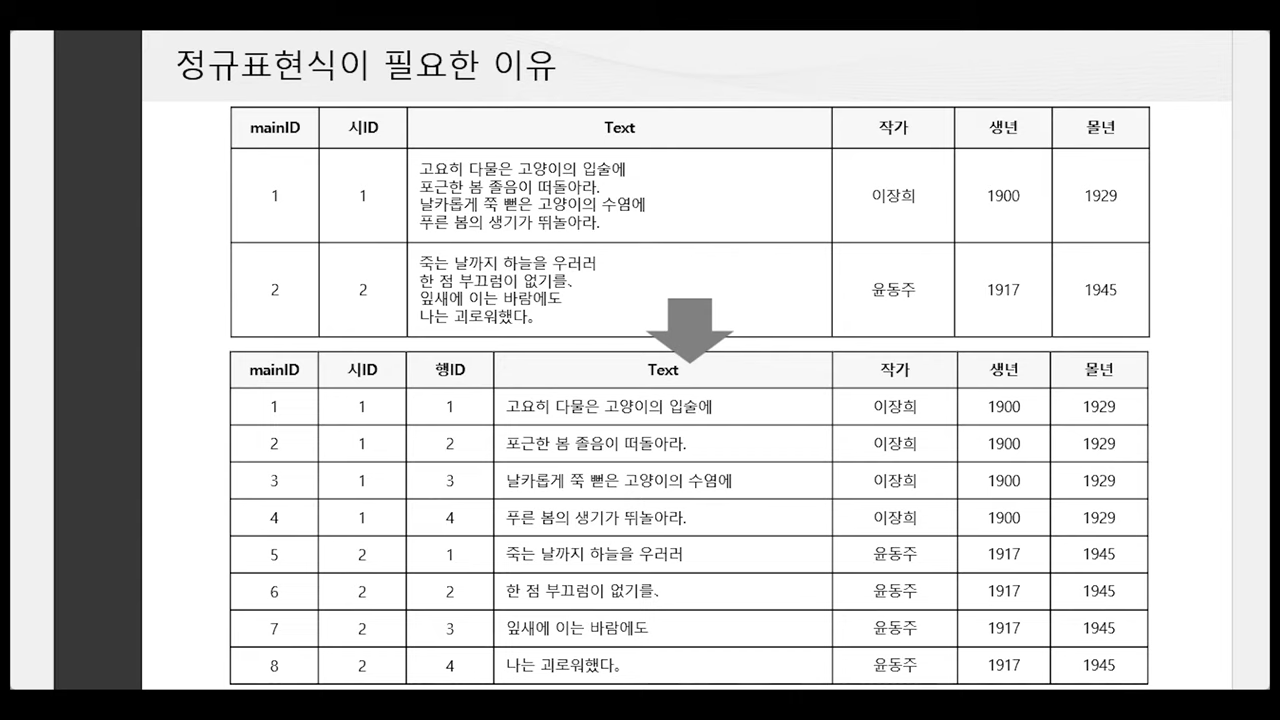 정규표현식이 필요한 이유
mainID 시ID Text 작가 생년 몰년
1 1 고요히 다물은 고양이의 입술에
포근한 봄 졸음이 떠돌아라.
날카롭게 쭉 뻗은 고양이의 수염에
푸른 봄의 생기가 뛰놀아라. 이장희 1900 1929
2 2 죽는 날까지 하늘을 우러러
한 점 부끄럼이 없기를、
잎새에 이는 바람에도
나는 괴로워했다。 윤동주 1917 1945
mainID 시ID 행ID Text 작가 생년 몰년
1 1 1 고요히 다물은 고양이의 입술에 이장희 1900 1929
2 1 2 포근한 봄 졸음이 떠돌아라. 이장희 1900 1929
3 1 3 날카롭게 쭉 뻗은 고양이의 수염에 이장희 1900 1929
4 1 4 푸른 봄의 생기가 뛰놀아라. 이장희 1900 1929
5 2 1 죽는 날까지 하늘을 우러러 윤동주 1917 1945
6 2 2 한 점 부끄럼이 없기를、 윤동주 1917 1945
7 2 3 잎새에 이는 바람에도 윤동주 1917 1945
8 2 4 나는 괴로워했다。 윤동주 1917 1945